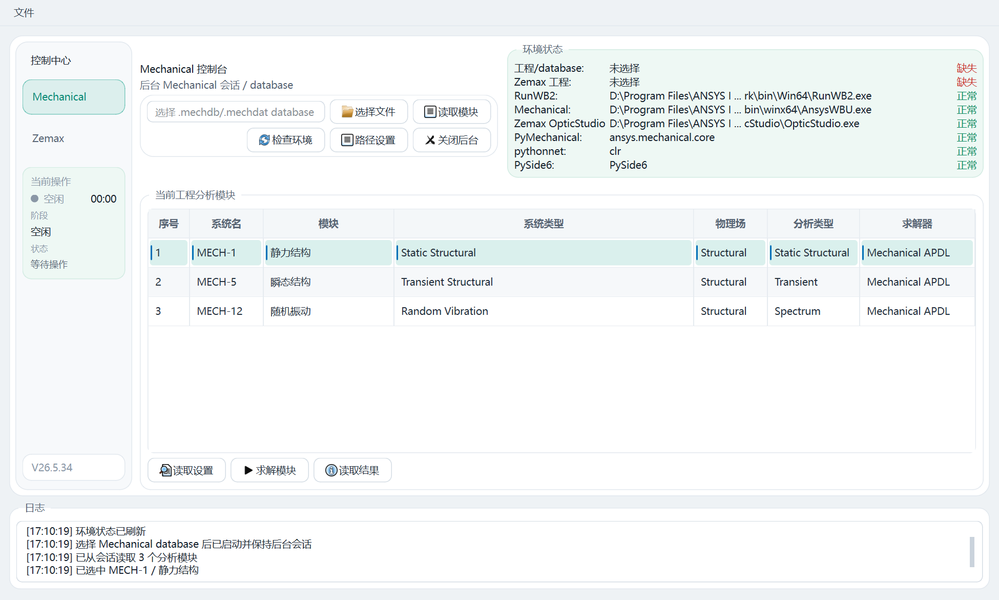 文件
控制中心
Mechanical
Zemax
当前操作
空闲 00:00
阶段
空闲
状态
等待操作
V26.5.34
Mechanical 控制台
后台 Mechanical 会话 / database
选择 .mechdb/.mechdat database 选择文件 读取模块
检查环境 路径设置 关闭后台
环境状态
工程/database: 未选择 缺失
Zemax 工程: 未选择 缺失
RunWB2: D:\Program Files\ANSYS I ... rk\bin\Win64\RunWB2.exe 正常
Mechanical: D:\Program Files\ANSYS I ... bin\winx64\AnsysWBU.exe 正常
Zemax OpticStudio D:\Program Files\ANSYS I ... cStudio\OpticStudio.exe 正常
PyMechanical: ansys.mechanical.core 正常
pythonnet: clr 正常
PySide6: PySide6 正常
当前工程分析模块
序号 系统名 模块 系统类型 物理场 分析类型 求解器
1 MECH-1 静力结构 Static Structural Structural Static Structural Mechanical APDL
2 MECH-5 瞬态结构 Transient Structural Structural Transient Mechanical APDL
3 MECH-12 随机振动 Random Vibration Structural Spectrum Mechanical APDL
读取设置 求解模块 读取结果
日志
[17:10:19] 环境状态已刷新
[17:10:19] 选择 Mechanical database 后已启动并保持后台会话
[17:10:19] 已从会话读取 3 个分析模块
[17:10:19] 已选中 MECH-1 / 静力结构